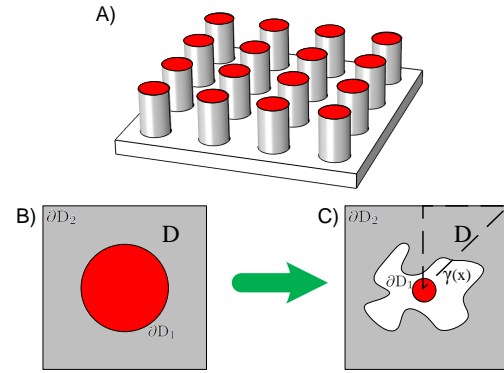 A)
B)
∂D₂
D
∂D₁
C)
∂D₂
D
∂D₁
γ(x)